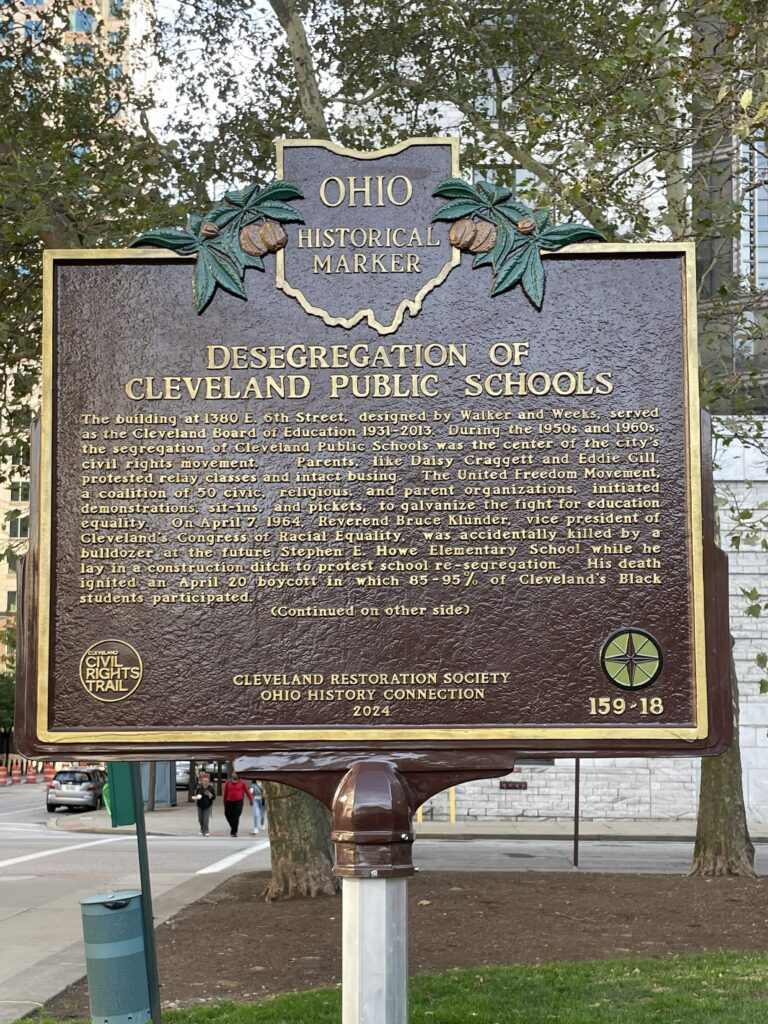 OHIO
HISTORICAL
MARKER
DESEGREGATION OF
CLEVELAND PUBLIC SCHOOLS
The building at 1380 E. 6th Street, designed by Walker and Weeks, served
as the Cleveland Board of Education 1931-2013. During the 1950s and 1960s,
the segregation of Cleveland Public Schools was the center of the city's
civil rights movement. Parents, like Daisy Craggett and Eddie Gill,
protested relay classes and intact busing. The United Freedom Movement,
a coalition of 50 civic, religious, and parent organizations, initiated
demonstrations, sit-ins, and pickets, to galvanize the fight for education
equality. On April 7, 1964, Reverend Bruce Klunder, vice president of
Cleveland's Congress of Racial Equality, was accidentally killed by a
bulldozer at the future Stephen E. Howe Elementary School while he
lay in a construction ditch to protest school re-segregation. His death
ignited an April 20 boycott in which 85-95% of Cleveland's Black
students participated.
(Continued on other side)
CLEVELAND
CIVIL
RIGHTS
TRAIL
CLEVELAND RESTORATION SOCIETY
OHIO HISTORY CONNECTION
2024
159-18